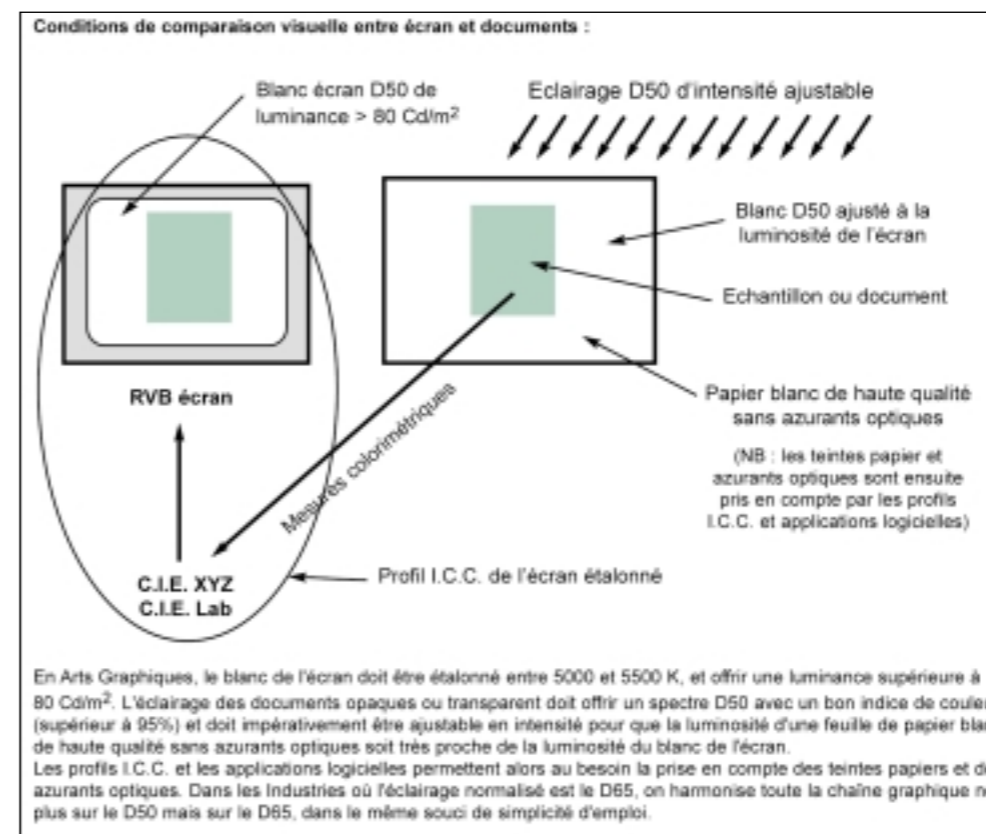 Conditions de comparaison visuelle entre écran et documents :
Blanc écran D50 de
luminance > 80 Cd/m²
Eclairage D50 d'intensité ajustable
Blanc D50 ajusté à la
luminosité de l'écran
Echantillon ou document
RVB écran
Papier blanc de haute qualité
sans azurants optiques
Mesures colorimétriques
(NB : les teintes papier et
azurants optiques sont ensuite
pris en compte par les profils
I.C.C. et applications logicielles)
C.I.E. XYZ
C.I.E. Lab
Profil I.C.C. de l'écran étalonné
En Arts Graphiques, le blanc de l'écran doit être étalonné entre 5000 et 5500 K, et offrir une luminance supérieure à
80 Cd/m². L'éclairage des documents opaques ou transparent doit offrir un spectre D50 avec un bon indice de
(supérieur à 95%) et doit impérativement être ajustable en intensité pour que la luminosité d'une feuille de papier
de haute qualité sans azurants optiques soit très proche de la luminosité du blanc de l'écran.
Les profils I.C.C. et les applications logicielles permettent alors au besoin la prise en compte des teintes papiers et
azurants optiques. Dans les Industries où l'éclairage normalisé est le D65, on harmonise toute la chaîne graphique
plus sur le D50 mais sur le D65, dans le même souci de simplicité d'emploi.